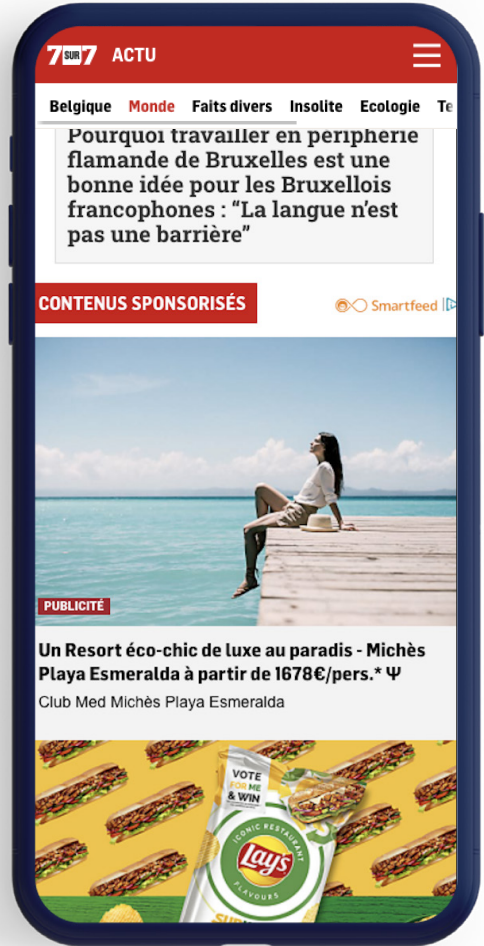 7 SUR 7 ACTU
Belgique Monde Faits divers Insolite Ecologie Te
Pourquoi travailler en périphérie
flamande de Bruxelles est une
bonne idée pour les Bruxellois
francophones : “La langue n’est
pas une barrière”
CONTENUS SPONSORISÉS
Smartfeed
PUBLICITÉ
Un Resort éco-chic de luxe au paradis - Michès
Playa Esmeralda à partir de 1678€/pers.* Ψ
Club Med Michès Playa Esmeralda
VOTE
FOR ME
& WIN
ICONIC RESTAURANT
Lay's
FLAVOURS